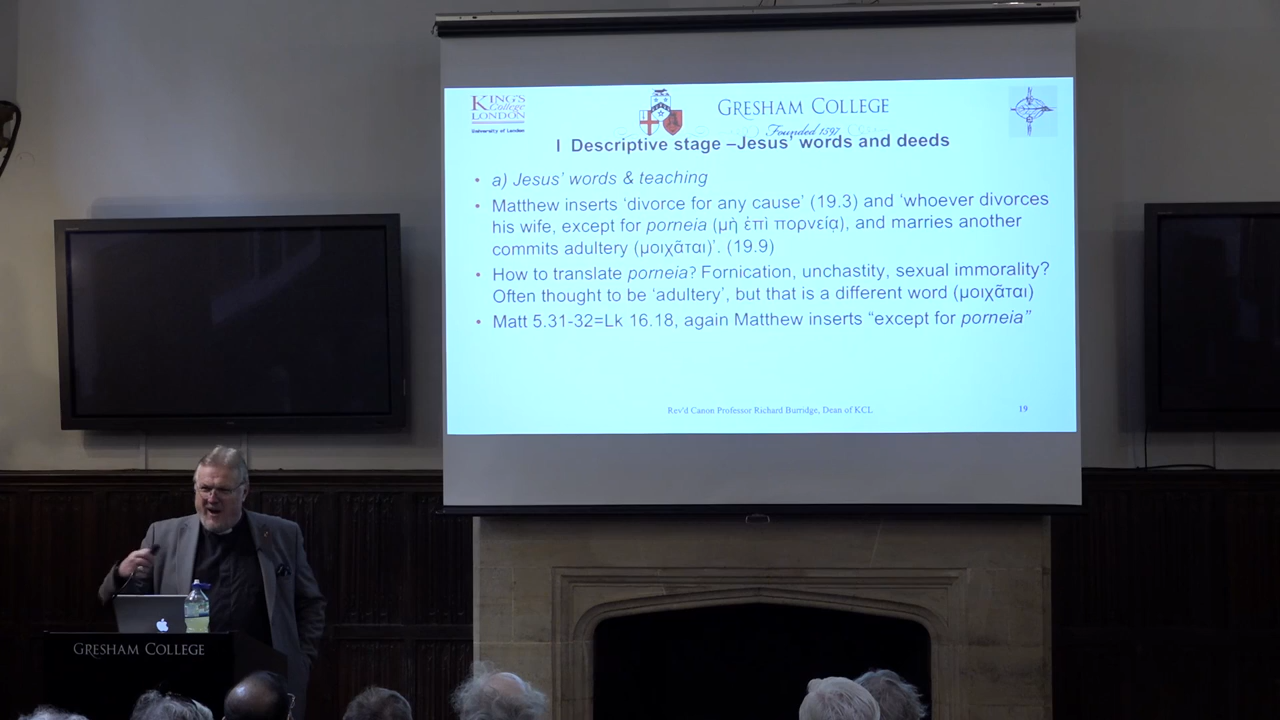 KING'S
College
LONDON
University of London
GRESHAM COLLEGE
Founded 1597
I Descriptive stage –Jesus' words and deeds
• a) Jesus' words & teaching
• Matthew inserts 'divorce for any cause' (19.3) and 'whoever divorces
his wife, except for porneia (μὴ ἐπὶ πορνείᾳ), and marries another
commits adultery (μοιχᾶται)'. (19.9)
• How to translate porneia? Fornication, unchastity, sexual immorality?
Often thought to be 'adultery', but that is a different word (μοιχᾶται)
• Matt 5.31-32=Lk 16.18, again Matthew inserts "except for porneia"
Rev'd Canon Professor Richard Burridge, Dean of KCL
19
GRESHAM COLLEGE